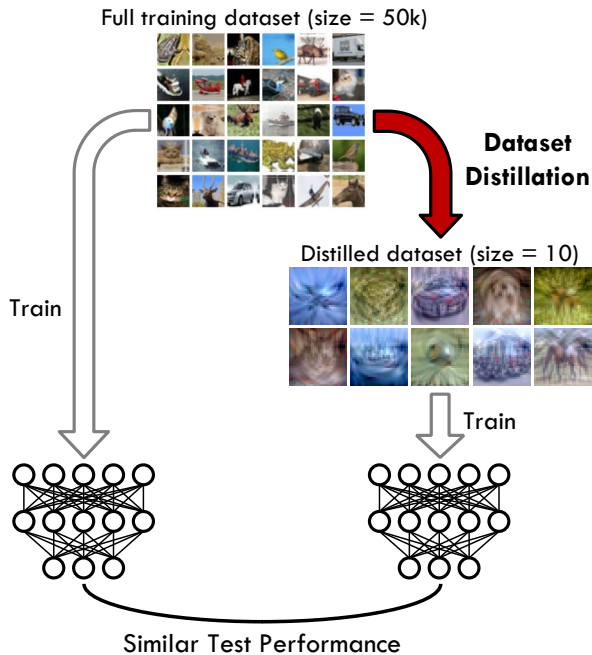 Full training dataset (size = 50k)
Dataset
Distillation
Distilled dataset (size = 10)
Train
Train
Similar Test Performance